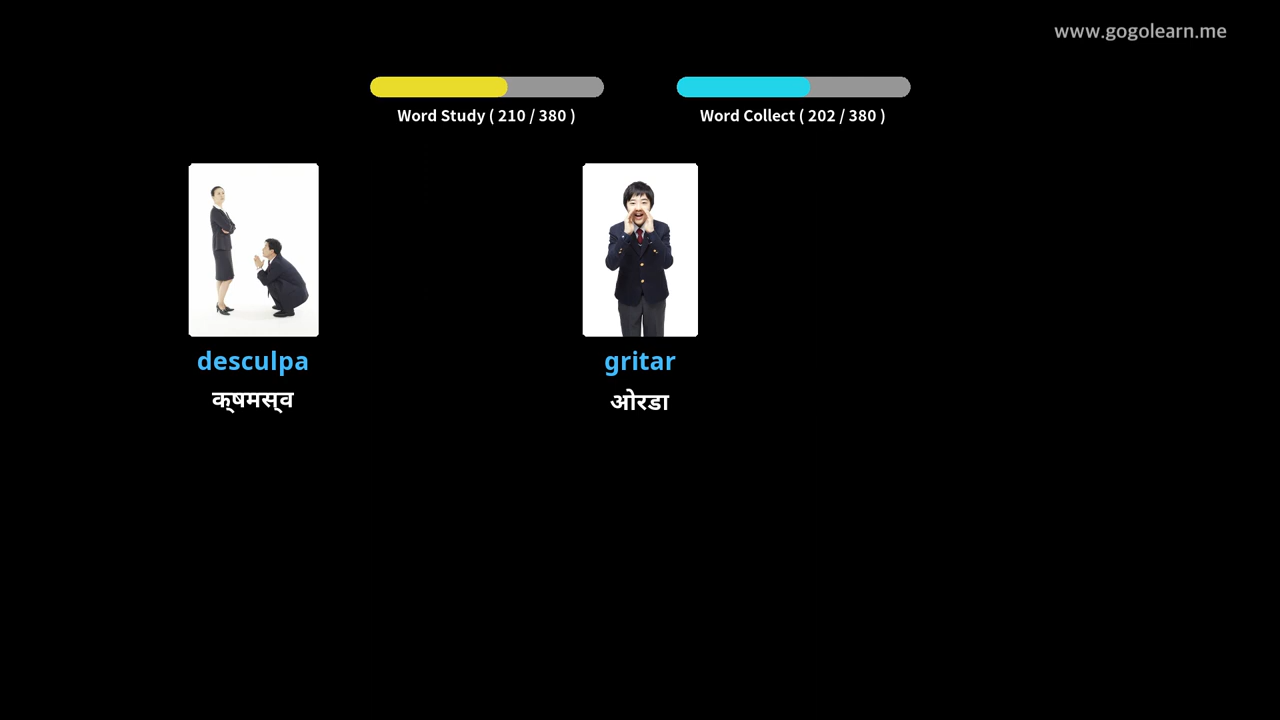 www.gogolearn.me
Word Study ( 210 / 380 )
Word Collect ( 202 / 380 )
desculpa
gritar
क्षमस्व
ओरडा